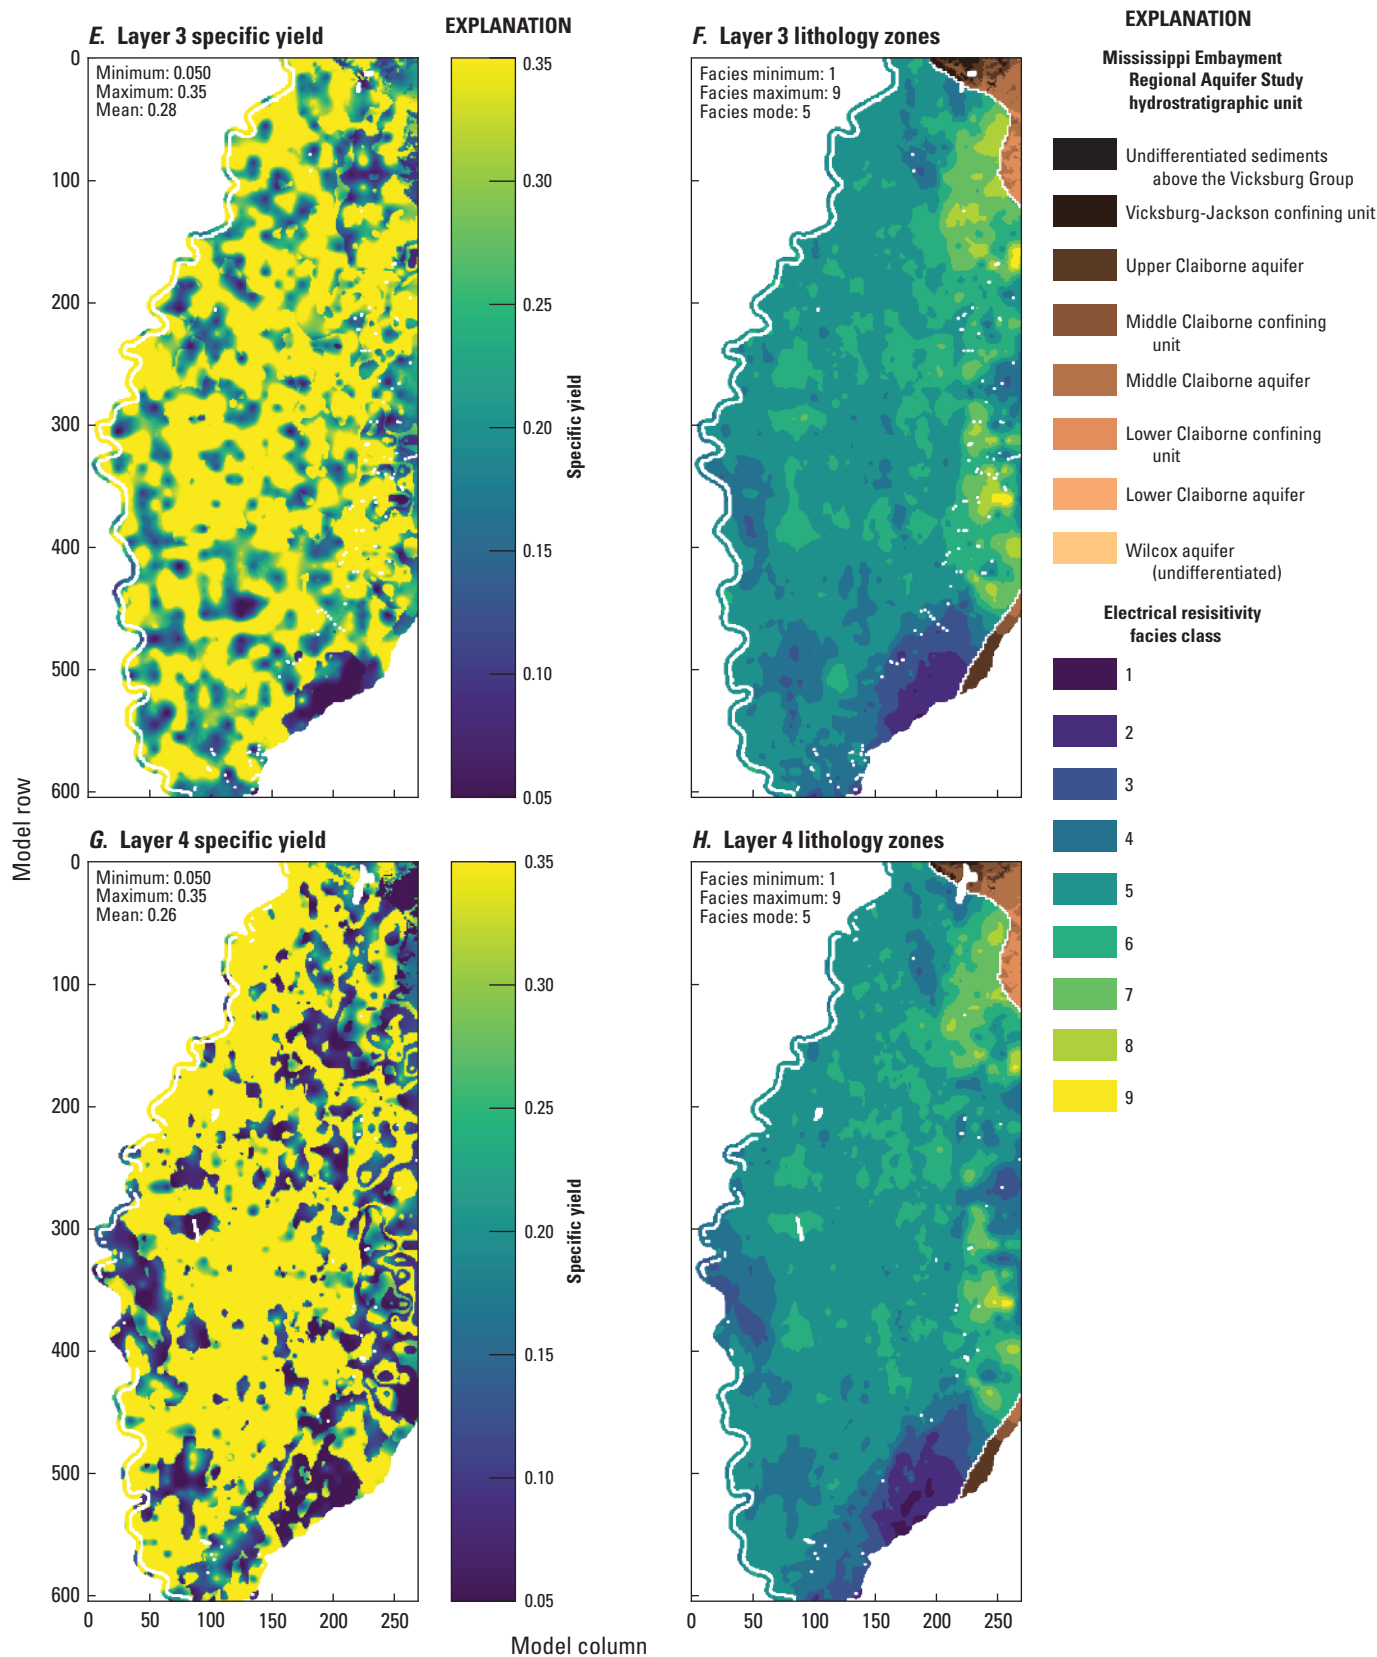 E. Layer 3 specific yield
EXPLANATION
Minimum: 0.050
Maximum: 0.35
Mean: 0.28
0
100
200
300
400
500
600
0.35
0.30
0.25
0.20
0.15
0.10
0.05
Specific yield
F. Layer 3 lithology zones
Facies minimum: 1
Facies maximum: 9
Facies mode: 5
EXPLANATION
Mississippi Embayment
Regional Aquifer Study
hydrostratigraphic unit
Undifferentiated sediments
above the Vicksburg Group
Vicksburg-Jackson confining unit
Upper Claiborne aquifer
Middle Claiborne confining
unit
Middle Claiborne aquifer
Lower Claiborne confining
unit
Lower Claiborne aquifer
Wilcox aquifer
(undifferentiated)
Electrical resisitivity
facies class
1
2
3
4
5
6
7
8
9
Model row
G. Layer 4 specific yield
Minimum: 0.050
Maximum: 0.35
Mean: 0.26
0
100
200
300
400
500
600
0 50 100 150 200 250
0.35
0.30
0.25
0.20
0.15
0.10
0.05
Specific yield
H. Layer 4 lithology zones
Facies minimum: 1
Facies maximum: 9
Facies mode: 5
0 50 100 150 200 250
Model column